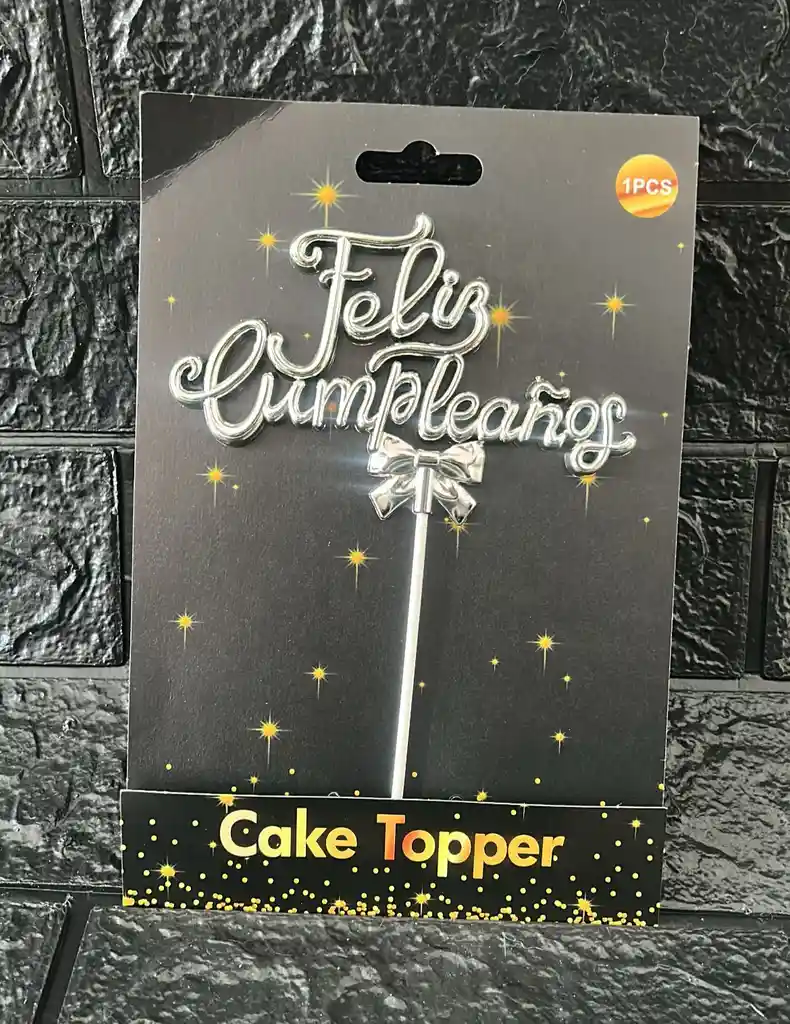 1PCS
Feliz
Cumpleaños
Cake Topper